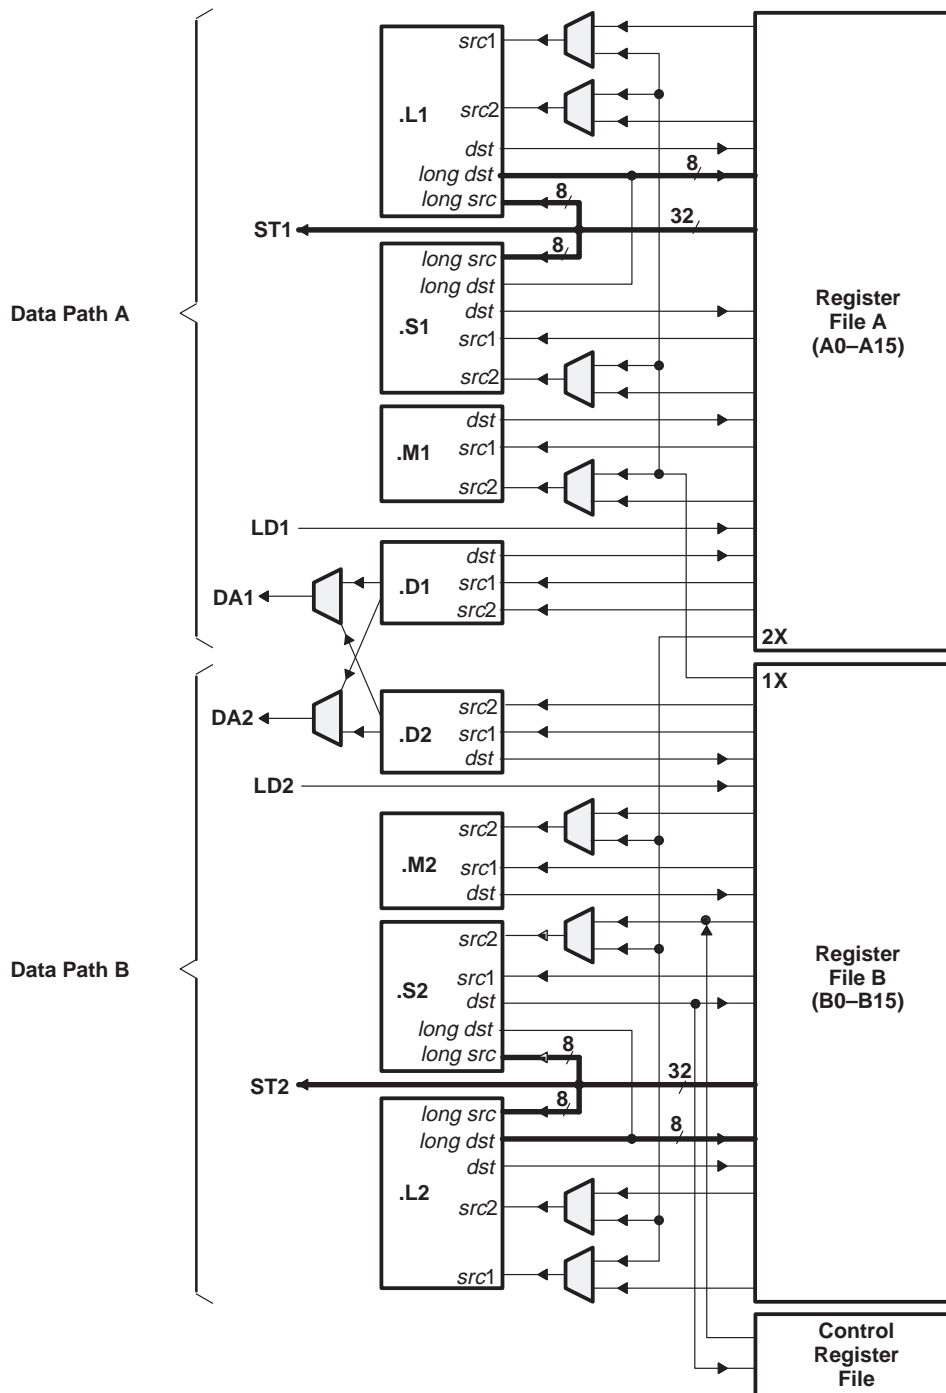 src1
.L1
src2
dst
long dst
8
long src
8
ST1
32
8
long src
long dst
Data Path A
dst
.S1
src1
src2
Register
File A
(A0–A15)
dst
.M1
src1
src2
LD1
dst
.D1
src1
src2
DA1
2X
1X
DA2
src2
.D2
src1
dst
LD2
src2
.M2
src1
dst
src2
Data Path B
src1
.S2
dst
long dst
8
long src
Register
File B
(B0–B15)
ST2
32
8
long src
long dst
8
dst
.L2
src2
src1
Control
Register
File